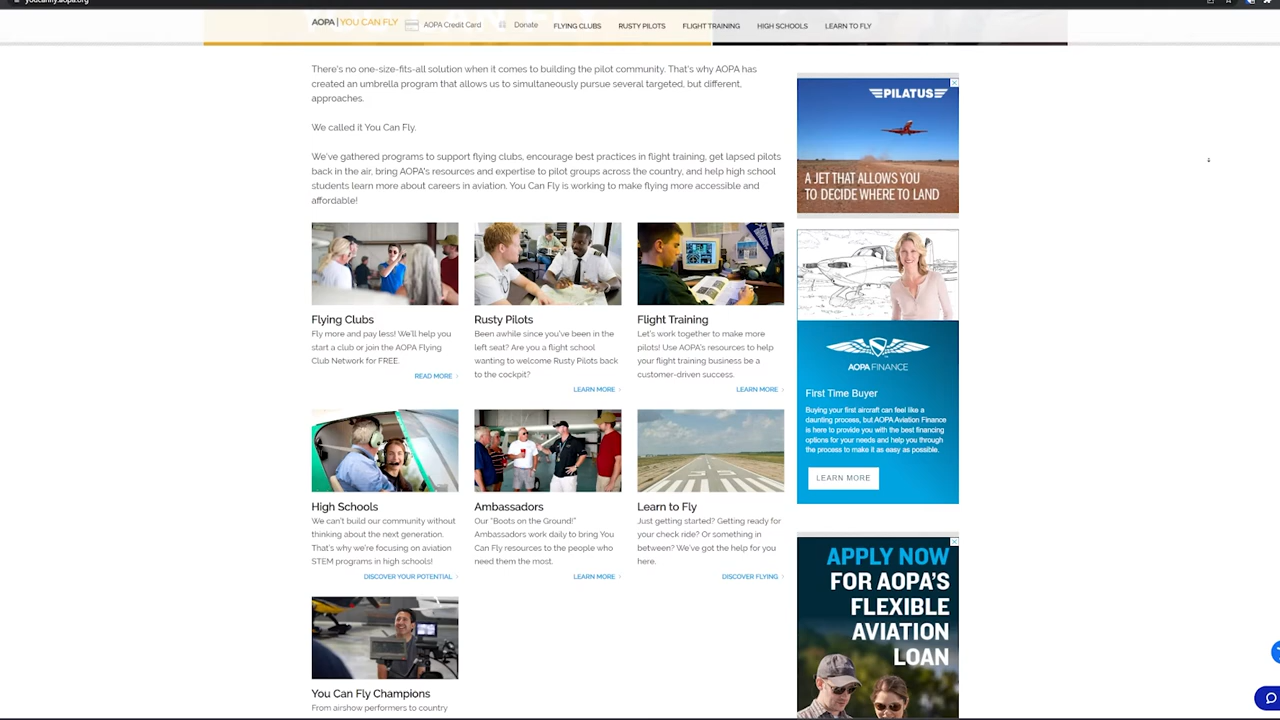 AOPA | YOU CAN FLY
AOPA Credit Card
Donate
FLYING CLUBS
RUSTY PILOTS
FLIGHT TRAINING
HIGH SCHOOLS
LEARN TO FLY
There's no one-size-fits-all solution when it comes to building the pilot community. That's why AOPA has
created an umbrella program that allows us to simultaneously pursue several targeted, but different,
approaches.
We called it You Can Fly.
We've gathered programs to support flying clubs, encourage best practices in flight training, get lapsed pilots
back in the air, bring AOPA's resources and expertise to pilot groups across the country, and help high school
students learn more about careers in aviation. You Can Fly is working to make flying more accessible and
affordable!
Flying Clubs
Fly more and pay less! We'll help you
start a club or join the AOPA Flying
Club Network for FREE.
READ MORE
Rusty Pilots
Been awhile since you've been in the
left seat? Are you a flight school
wanting to welcome Rusty Pilots back
to the cockpit?
LEARN MORE
Flight Training
Let's work together to make more
pilots! Use AOPA's resources to help
your flight training business be a
customer-driven success.
LEARN MORE
High Schools
We can't build our community without
thinking about the next generation.
That's why we're focusing on aviation
STEM programs in high schools!
DISCOVER YOUR POTENTIAL
Ambassadors
Our "Boots on the Ground!"
Ambassadors work daily to bring You
Can Fly resources to the people who
need them the most.
LEARN MORE
Learn to Fly
Just getting started? Getting ready for
your check ride? Or something in
between? We've got the help for you
here.
DISCOVER FLYING
You Can Fly Champions
From airshow performers to country
PILATUS
A JET THAT ALLOWS YOU
TO DECIDE WHERE TO LAND
AOPA FINANCE
First Time Buyer
Buying your first aircraft can feel like a
daunting process, but AOPA Aviation Finance
is here to provide you with the best financing
options for your needs and help you through
the process to make it as easy as possible.
LEARN MORE
APPLY NOW
FOR AOPA'S
FLEXIBLE
AVIATION
LOAN